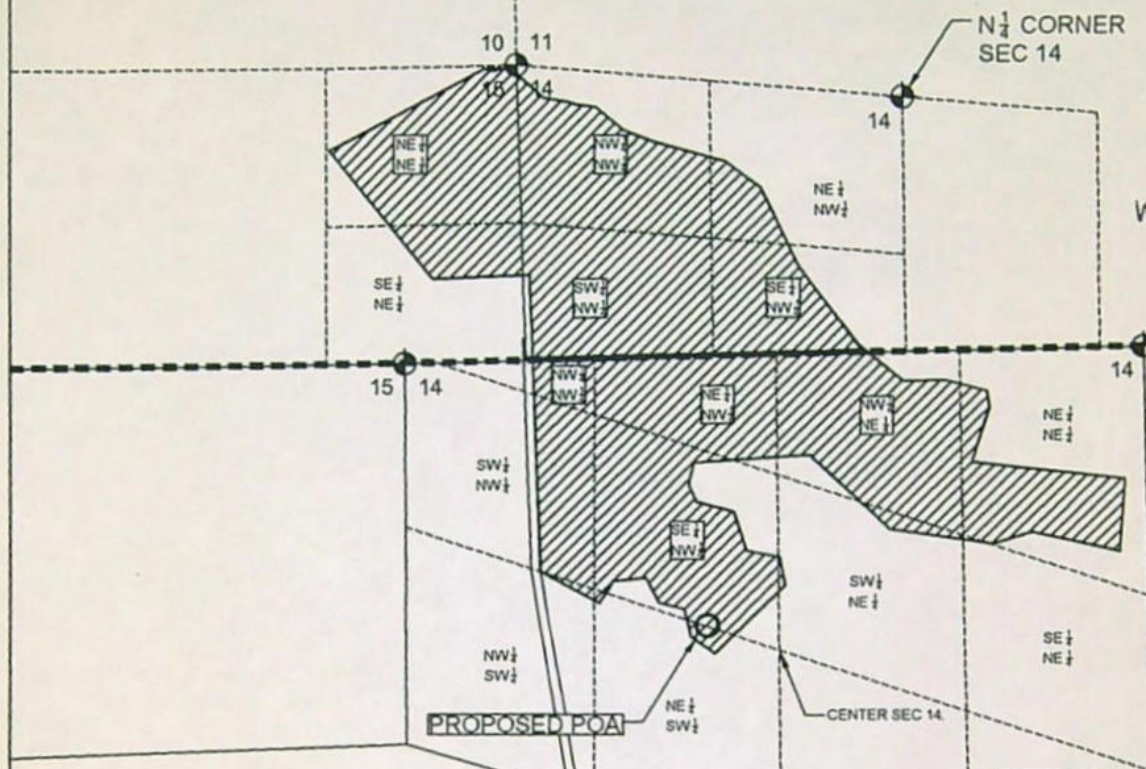 N¼ CORNER
SEC 14
10 11
15 14
14
NE¼
NE¼
NW¼
NW¼
NE¼
NW¼
SE¼
NE¼
SW¼
NW¼
SE¼
NW¼
15 14
14
NW¼
NW¼
NE¼
NW¼
NW¼
NE¼
NE¼
NE¼
SW¼
NW¼
SE¼
NW¼
SW¼
NE¼
SE¼
NE¼
NW¼
SW¼
NE¼
SW¼
PROPOSED POA
CENTER SEC 14.